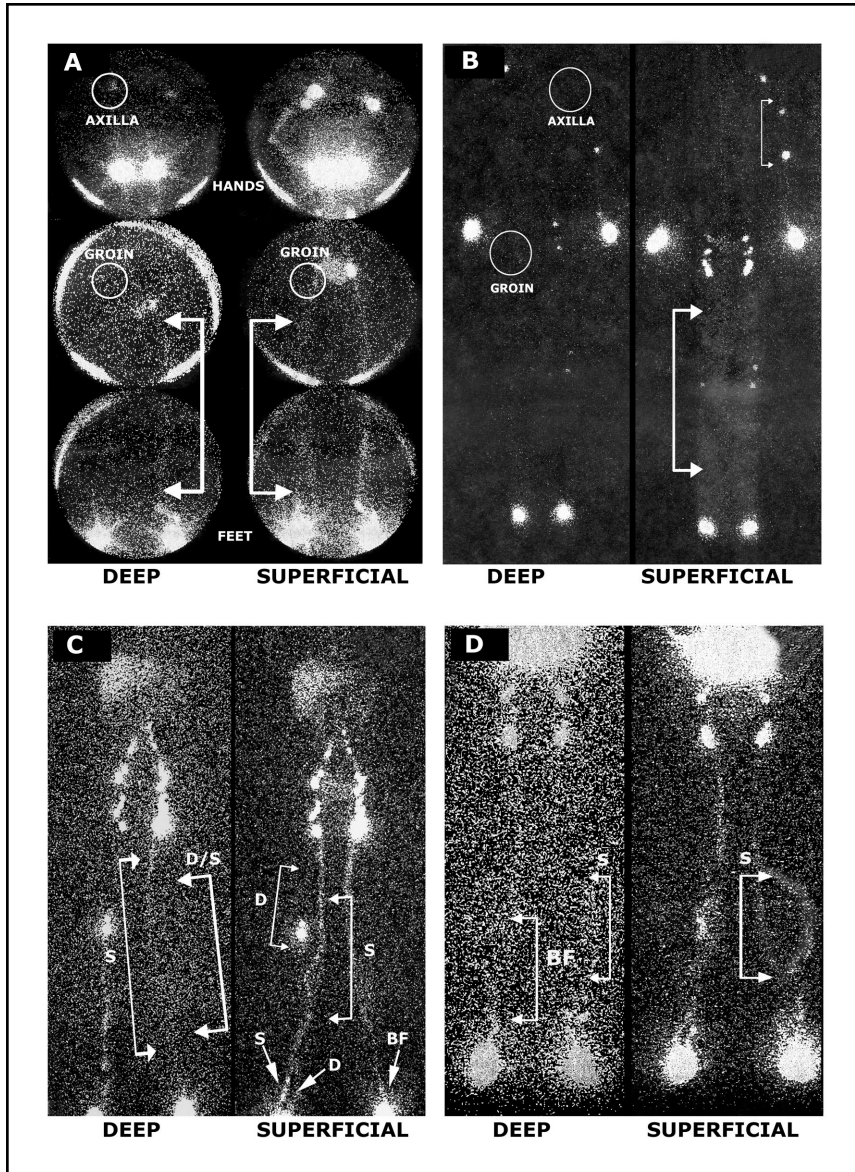 A
AXILLA
HANDS
GROIN GROIN
FEET
DEEP SUPERFICIAL
B
AXILLA
GROIN
DEEP SUPERFICIAL
C
D/S
D
S S
S D BF
DEEP SUPERFICIAL
D
S S
BF
DEEP SUPERFICIAL